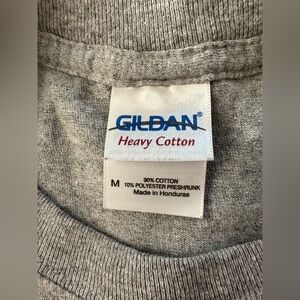 GILDAN®
Heavy Cotton
90% COTTON
M 10% POLYESTER PRESHRUNK
Made in Honduras